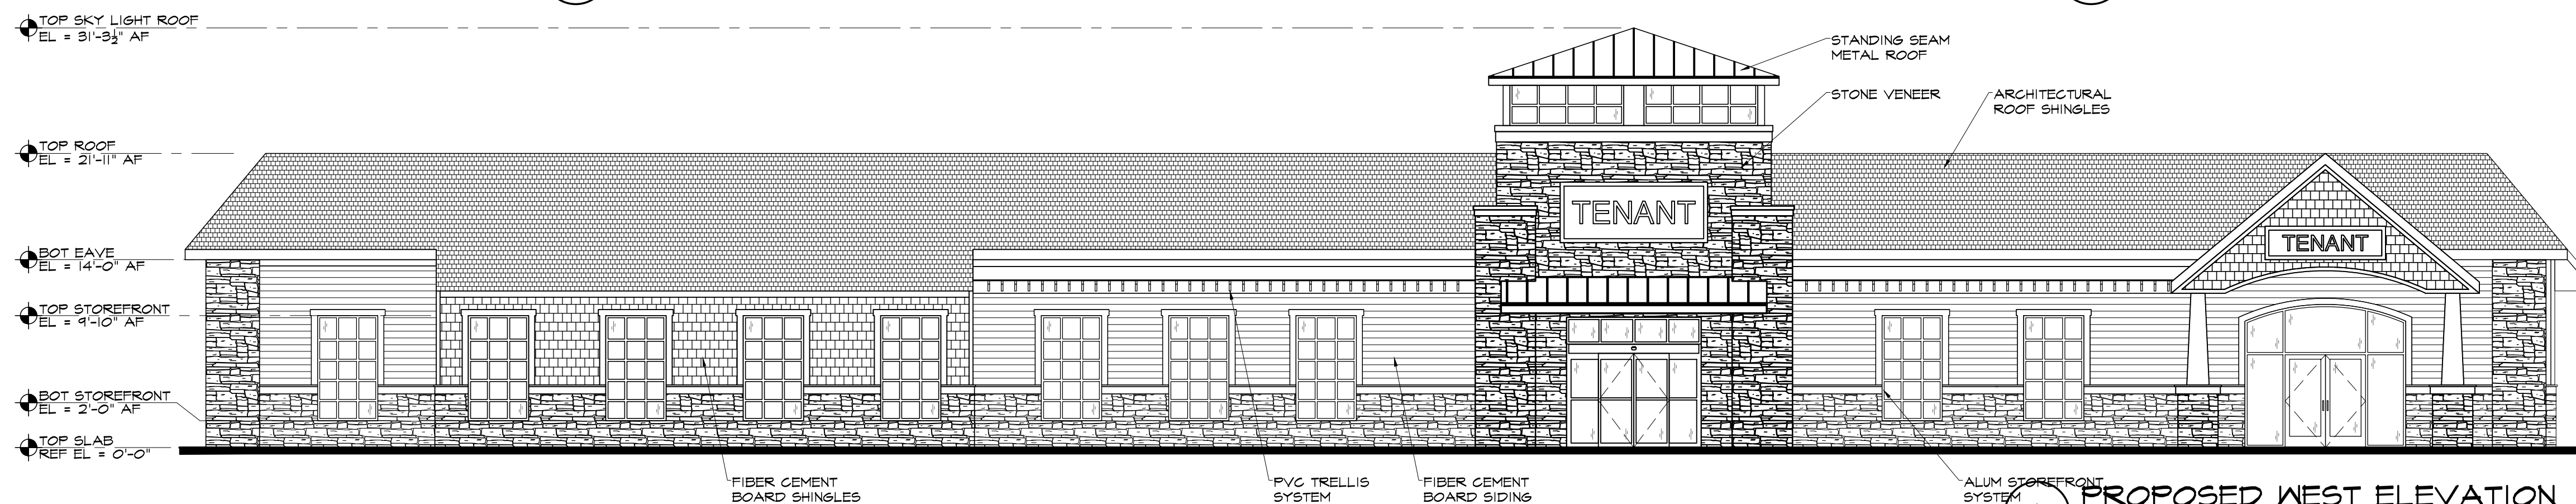 TOP SKY LIGHT ROOF
EL = 31'-3½" AF
STANDING SEAM
METAL ROOF
STONE VENEER
ARCHITECTURAL
ROOF SHINGLES
TOP ROOF
EL = 21'-11" AF
TENANT
TENANT
BOT EAVE
EL = 14'-0" AF
TOP STOREFRONT
EL = 9'-10" AF
BOT STOREFRONT
EL = 2'-0" AF
TOP SLAB
REF EL = 0'-0"
FIBER CEMENT
BOARD SHINGLES
PVC TRELLIS
SYSTEM
FIBER CEMENT
BOARD SIDING
ALUM STOREFRONT
SYSTEM
PROPOSED WEST ELEVATION